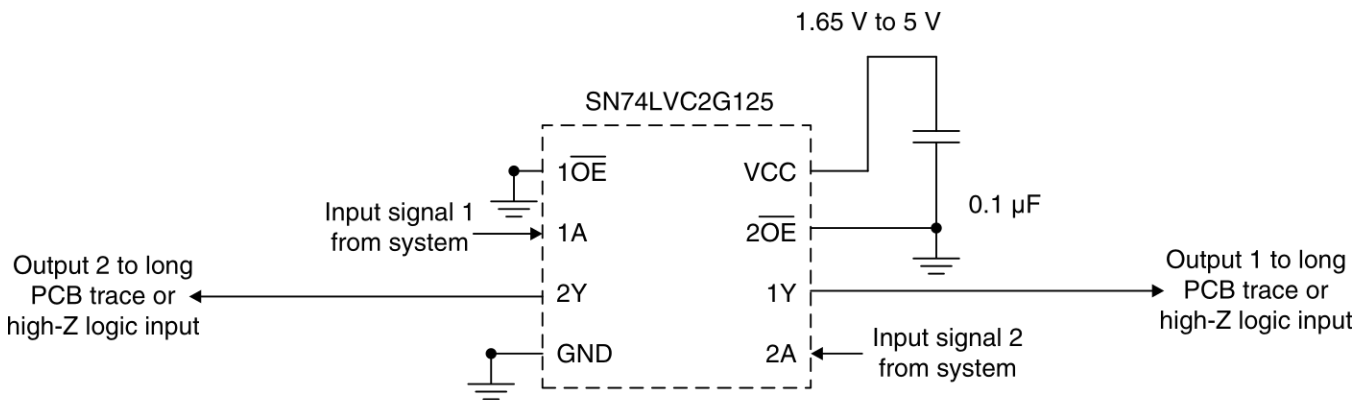 1.65 V to 5 V
SN74LVC2G125
1O̅E̅
VCC
0.1 µF
Input signal 1
from system
1A
2O̅E̅
Output 2 to long
PCB trace or
high-Z logic input
2Y
1Y
Output 1 to long
PCB trace or
high-Z logic input
GND
2A
Input signal 2
from system